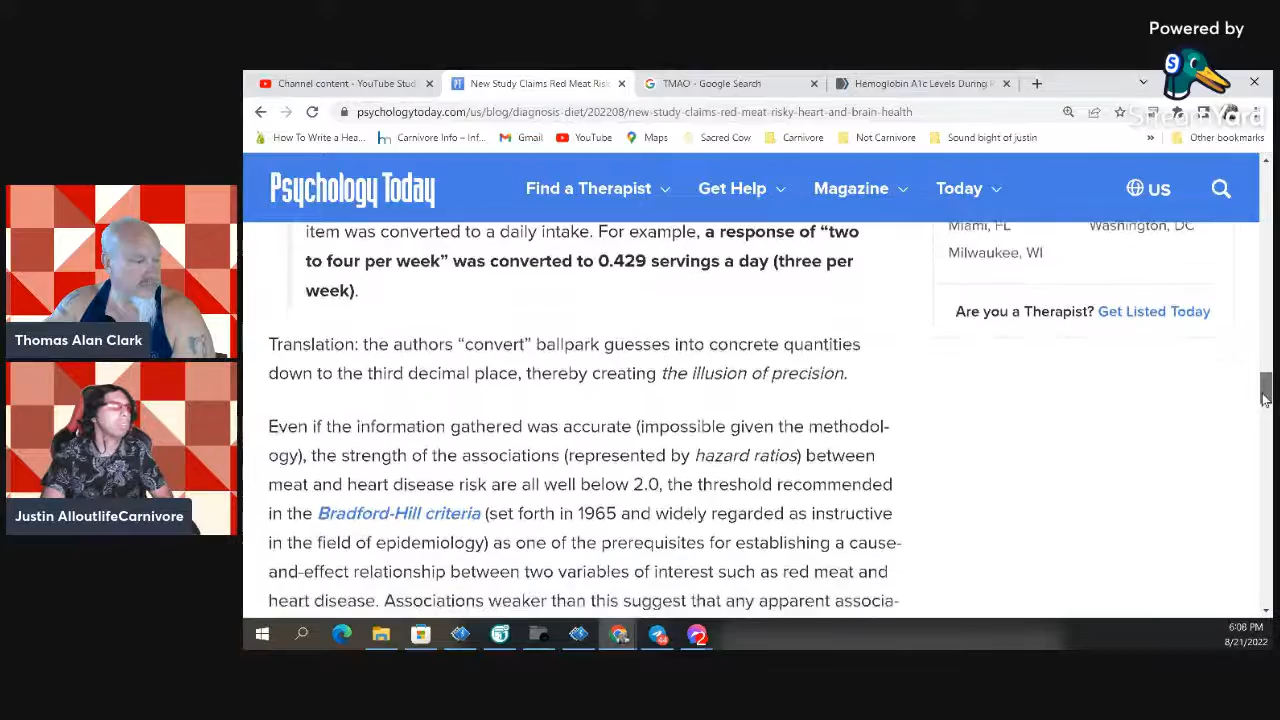 Powered by
StreamYard
Channel content - YouTube Stud
New Study Claims Red Meat Risk
TMAO - Google Search
Hemoglobin A1c Levels During
psychologytoday.com/us/blog/diagnosis-diet/202208/new-study-claims-red-meat-risky-heart-and-brain-health
How To Write a Hea
Carnivore Info – Inf...
Gmail
YouTube
Maps
Sacred Cow
Carnivore
Not Carnivore
Sound bight of justin
»
Other bookmarks
Psychology Today
Find a Therapist
Get Help
Magazine
Today
US
item was converted to a daily intake. For example, a response of “two
to four per week” was converted to 0.429 servings a day (three per
week).
Miami, FL
Washington, DC
Milwaukee, WI
Are you a Therapist? Get Listed Today
Translation: the authors “convert” ballpark guesses into concrete quantities
down to the third decimal place, thereby creating the illusion of precision.
Even if the information gathered was accurate (impossible given the methodol-
ogy), the strength of the associations (represented by hazard ratios) between
meat and heart disease risk are all well below 2.0, the threshold recommended
in the Bradford-Hill criteria (set forth in 1965 and widely regarded as instructive
in the field of epidemiology) as one of the prerequisites for establishing a cause-
and-effect relationship between two variables of interest such as red meat and
heart disease. Associations weaker than this suggest that any apparent associa-
Thomas Alan Clark
Justin AlloutlifeCarnivore
2
6:06 PM
8/21/2022